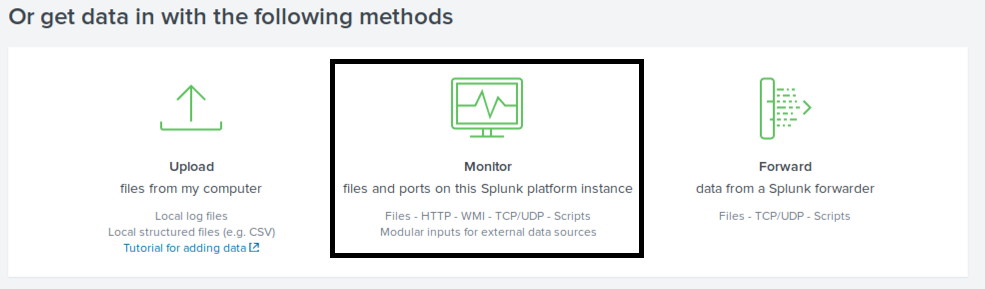 Or get data in with the following methods
Upload
files from my computer
Local log files
Local structured files (e.g. CSV)
Tutorial for adding data
Monitor
files and ports on this Splunk platform instance
Files - HTTP - WMI - TCP/UDP - Scripts
Modular inputs for external data sources
Forward
data from a Splunk forwarder
Files - TCP/UDP - Scripts